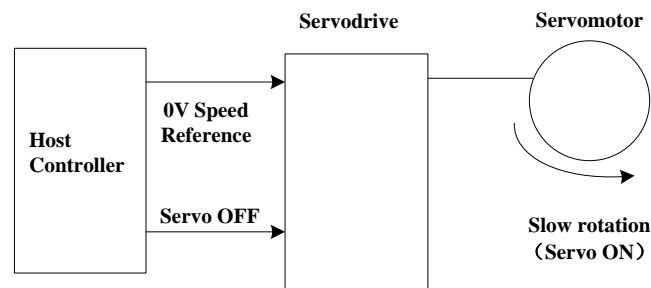 Servodrive
Servomotor
0V Speed
Reference
Host
Controller
Servo OFF
Slow rotation
（Servo ON）